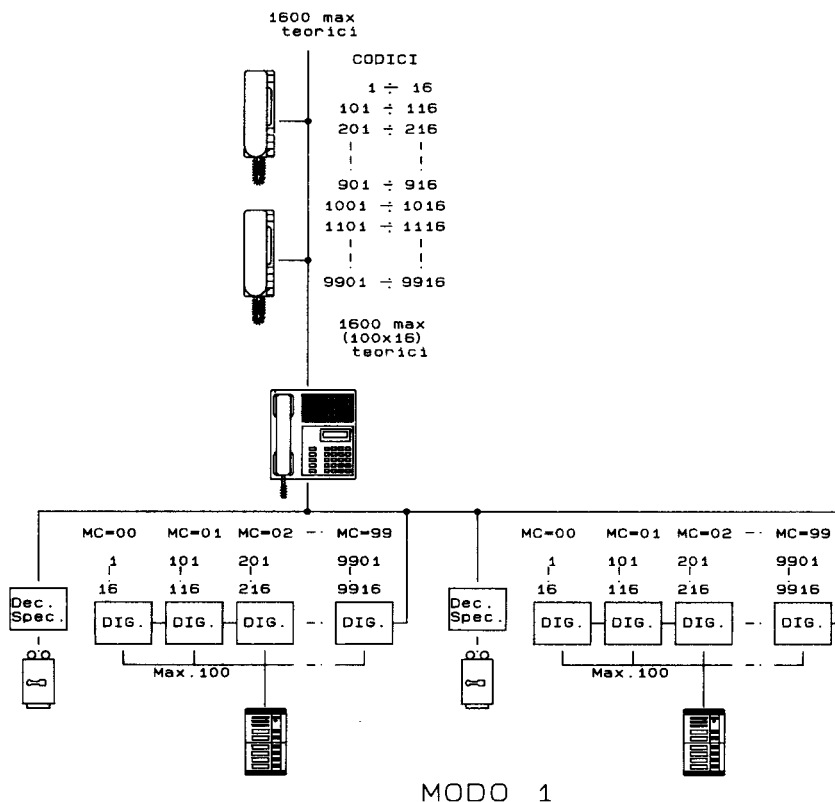 1600 max
teorici
CODICI
1 ÷ 16
101 ÷ 116
201 ÷ 216
901 ÷ 916
1001 ÷ 1016
1101 ÷ 1116
9901 ÷ 9916
1600 max
(100x16)
teorici
MC=00 MC=01 MC=02 MC=99 MC=00 MC=01 MC=02 MC=99
1 101 201 9901 1 101 201 9901
16 116 216 9916 16 116 216 9916
Dec. Spec. DIG. DIG. DIG. DIG. Dec. Spec. DIG. DIG. DIG. DIG.
Max.100 Max.100
MODO 1